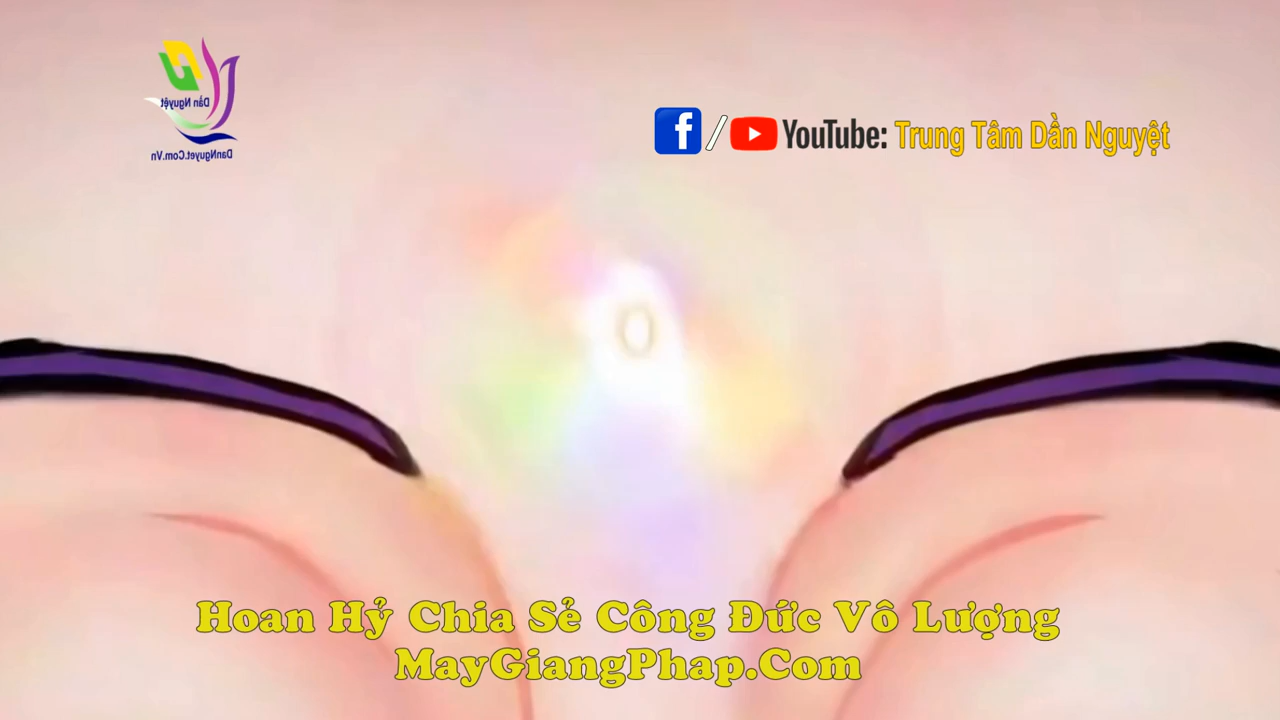 Dần Nguyệt
DanNguyet.Com.Vn
f / YouTube: Trung Tâm Dần Nguyệt
Hoan Hỷ Chia Sẻ Công Đức Vô Lượng
MayGiangPhap.Com